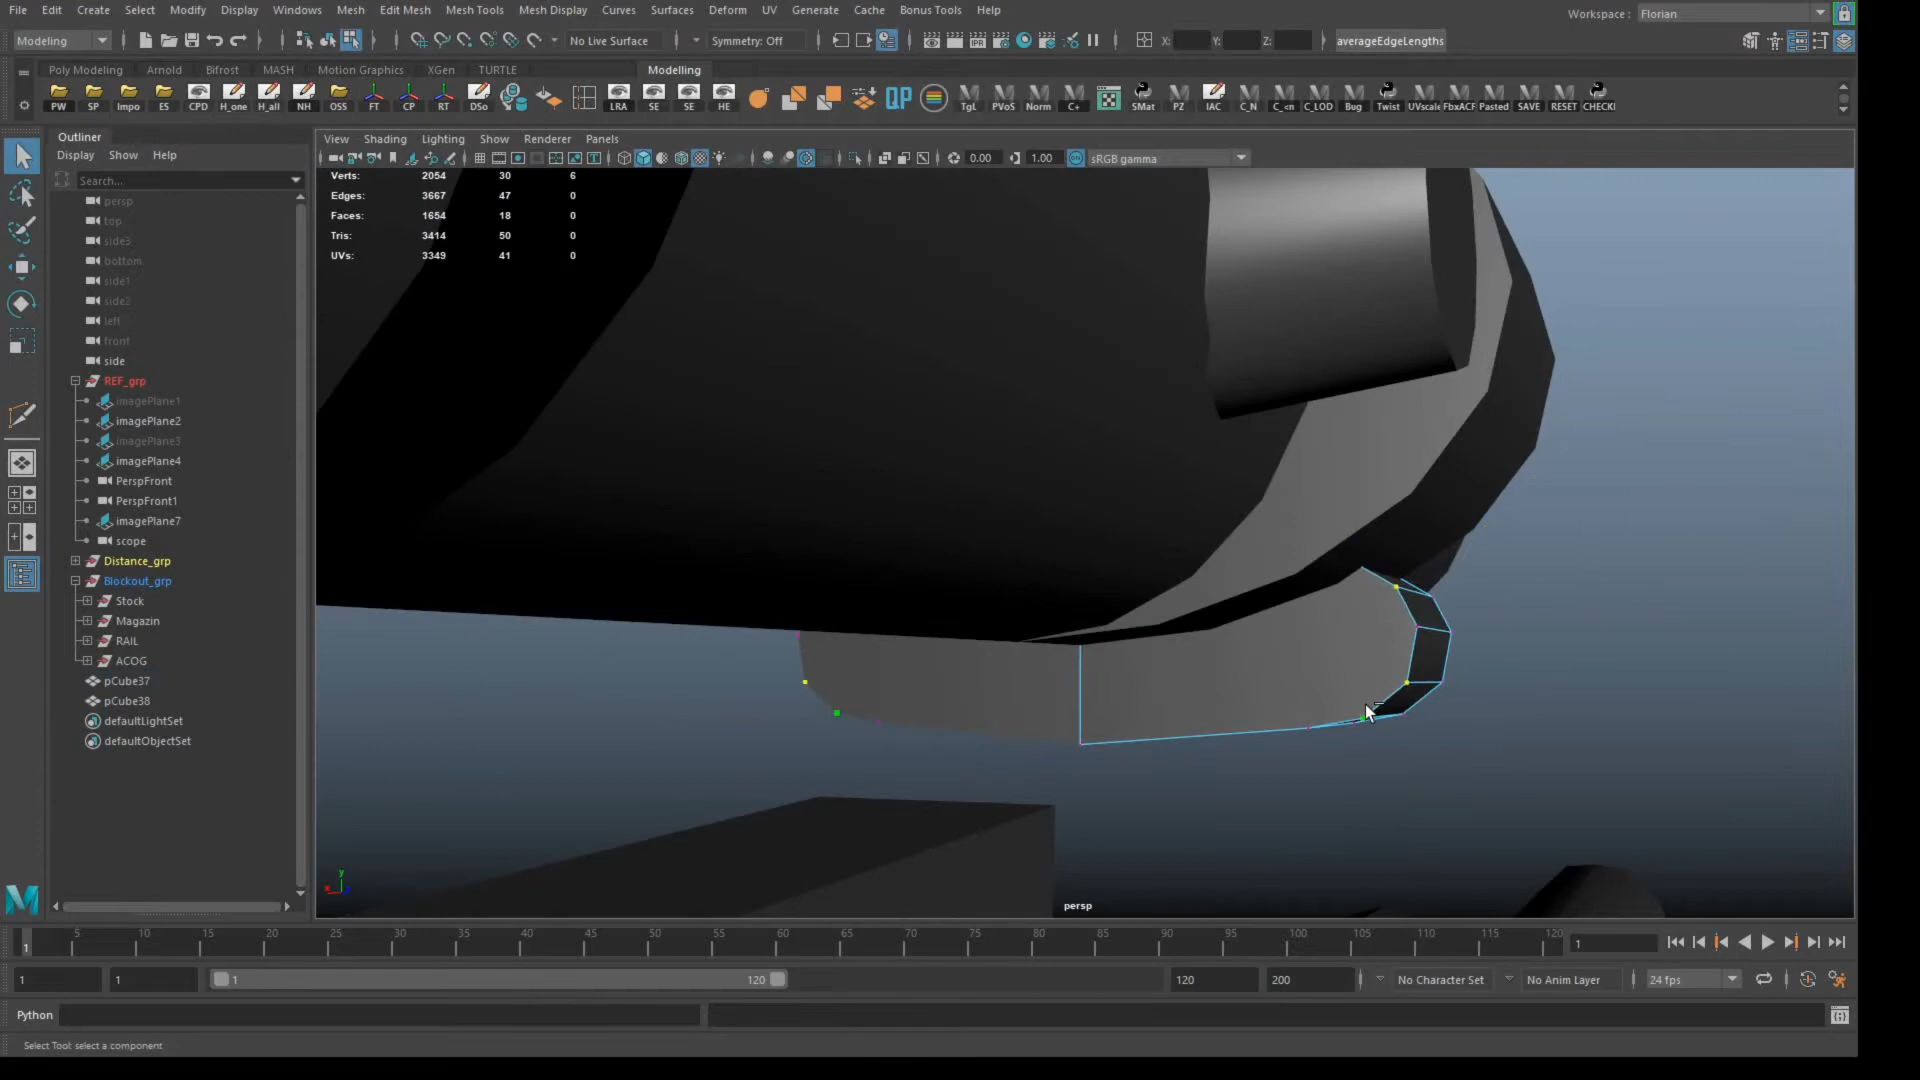 File Edit Create Select Modify Display Windows Mesh Edit Mesh Mesh Tools Mesh Display Curves Surfaces Deform UV Generate Cache Bonus Tools Help
Workspace : Florian
Modeling No Live Surface Symmetry: Off X: Y: Z: averageEdgeLengths
Poly Modeling Arnold Bifrost MASH Motion Graphics XGen TURTLE Modelling
PW SP Impo ES CPD H_one H_all NH OSS FT CP RT DSo LRA SE SE HE QP TgL PVoS Norm C+ SMat PZ IAC C_N C_<n C_LOD Bug Twist UVscale FbxACF Pasted SAVE RESET CHECKI
Outliner
Display Show Help
Search...
persp
top
side3
bottom
side1
side2
left
front
side
REF_grp
imagePlane1
imagePlane2
imagePlane3
imagePlane4
PerspFront
PerspFront1
imagePlane7
scope
Distance_grp
Blockout_grp
Stock
Magazin
RAIL
ACOG
pCube37
pCube38
defaultLightSet
defaultObjectSet
View Shading Lighting Show Renderer Panels
0.00 1.00 sRGB gamma
Verts: 2054 30 6
Edges: 3667 47 0
Faces: 1654 18 0
Tris: 3414 50 0
UVs: 3349 41 0
y
persp
1 5 10 15 20 25 30 35 40 45 50 55 60 65 70 75 80 85 90 95 100 105 110 115 120 1
1 1 1 120 120 200 No Character Set No Anim Layer 24 fps
Python
Select Tool: select a component